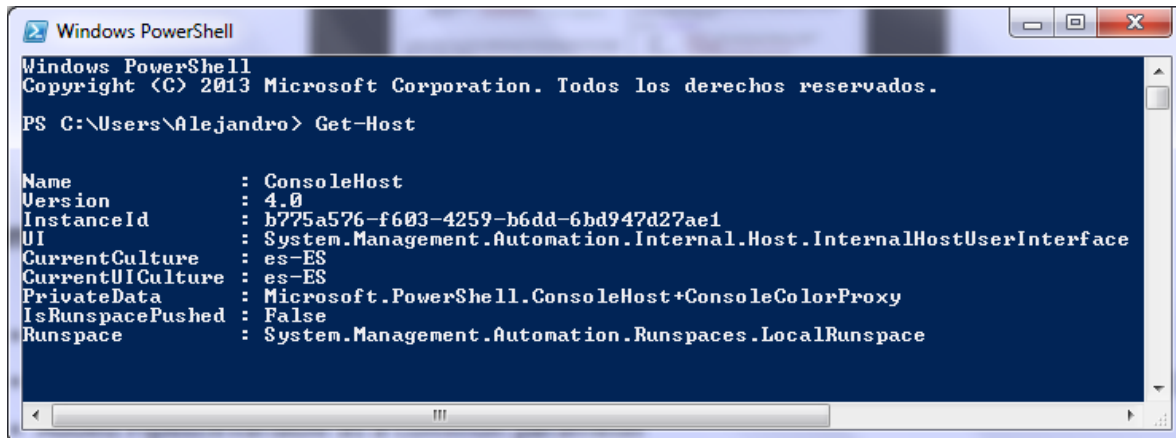 Windows PowerShell
Windows PowerShell
Copyright (C) 2013 Microsoft Corporation. Todos los derechos reservados.
PS C:\Users\Alejandro> Get-Host
Name : ConsoleHost
Version : 4.0
InstanceId : b775a576-f603-4259-b6dd-6bd947d27ae1
UI : System.Management.Automation.Internal.Host.InternalHostUserInterface
CurrentCulture : es-ES
CurrentUICulture : es-ES
PrivateData : Microsoft.PowerShell.ConsoleHost+ConsoleColorProxy
IsRunspacePushed : False
Runspace : System.Management.Automation.Runspaces.LocalRunspace